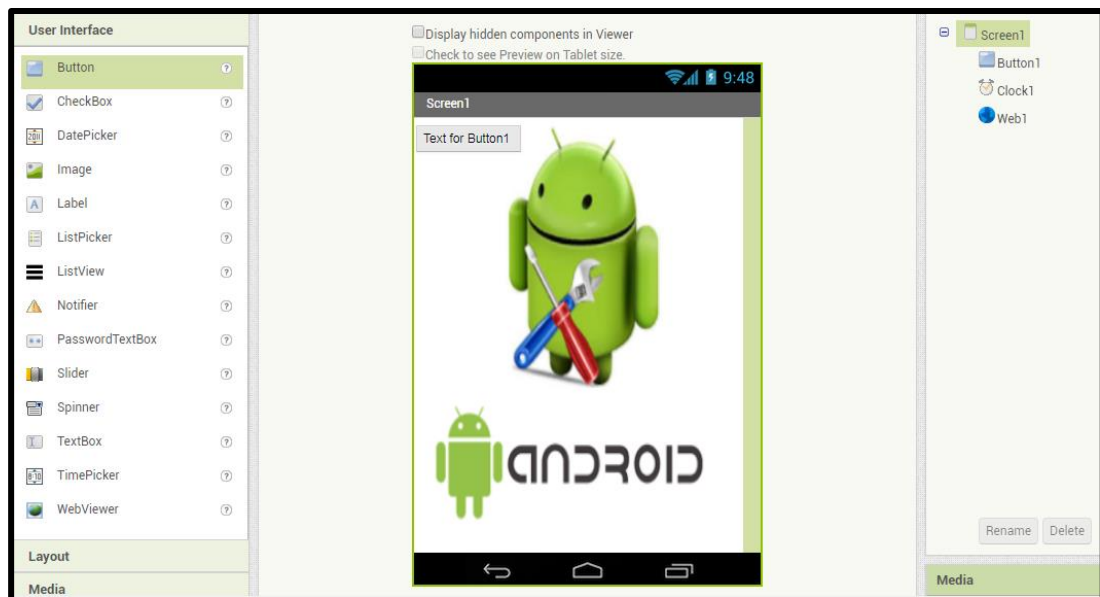 User Interface
Button
CheckBox
DatePicker
Image
Label
ListPicker
ListView
Notifier
PasswordTextBox
Slider
Spinner
TextBox
TimePicker
WebViewer
Layout
Media
Display hidden components in Viewer
Check to see Preview on Tablet size.
9:48
Screen1
Text for Button1
ANDROID
Screen1
Button1
Clock1
Web1
Rename Delete
Media